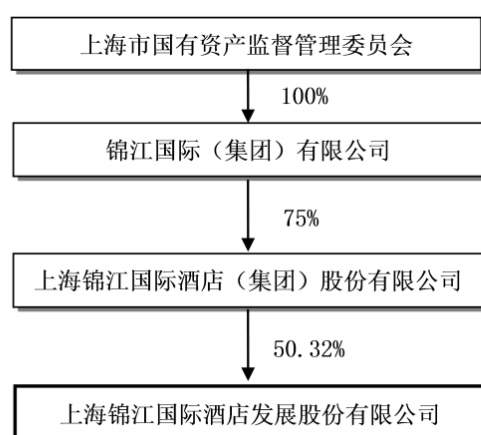 上海市国有资产监督管理委员会
100%
锦江国际（集团）有限公司
75%
上海锦江国际酒店（集团）股份有限公司
50.32%
上海锦江国际酒店发展股份有限公司